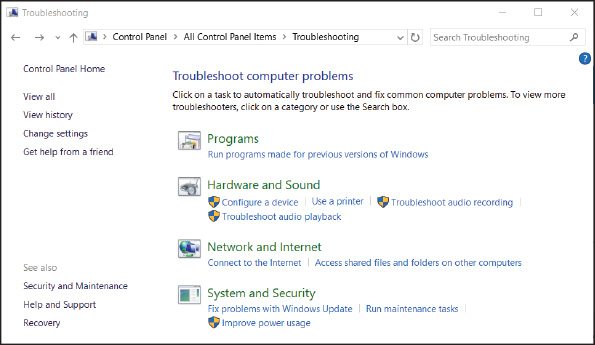 Troubleshooting
Control Panel > All Control Panel Items > Troubleshooting
Search Troubleshooting
?
Control Panel Home
View all
View history
Change settings
Get help from a friend
See also
Security and Maintenance
Help and Support
Recovery
Troubleshoot computer problems
Click on a task to automatically troubleshoot and fix common computer problems. To view more
troubleshooters, click on a category or use the Search box.
Programs
Run programs made for previous versions of Windows
Hardware and Sound
Configure a device | Use a printer | Troubleshoot audio recording |
Troubleshoot audio playback
Network and Internet
Connect to the Internet | Access shared files and folders on other computers
System and Security
Fix problems with Windows Update | Run maintenance tasks |
Improve power usage